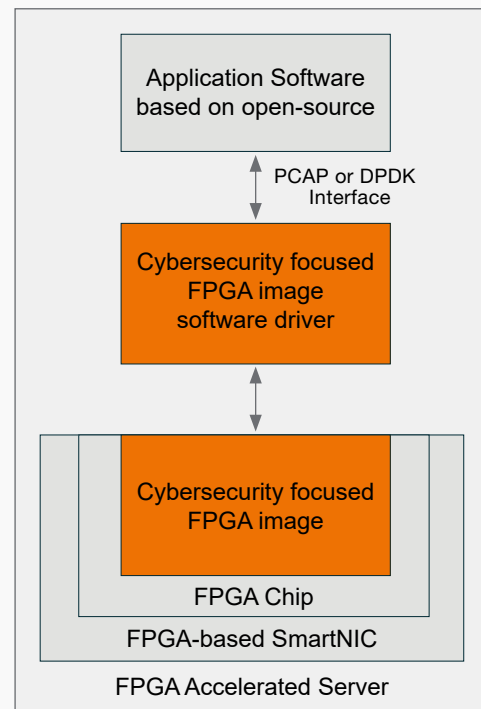 Application Software
based on open-source
PCAP or DPDK
Interface
Cybersecurity focused
FPGA image
software driver
Cybersecurity focused
FPGA image
FPGA Chip
FPGA-based SmartNIC
FPGA Accelerated Server